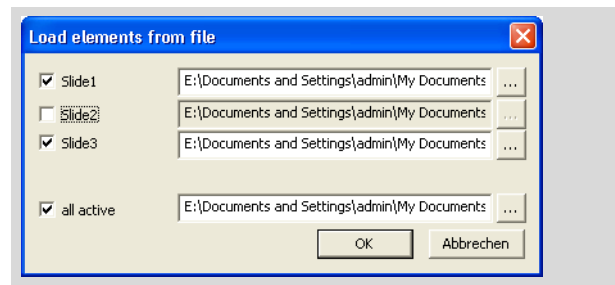 Load elements from file
Slide1 E:\Documents and Settings\admin\My Documents ...
Slide2 E:\Documents and Settings\admin\My Documents ...
Slide3 E:\Documents and Settings\admin\My Documents ...
all active E:\Documents and Settings\admin\My Documents ...
OK Abbrechen